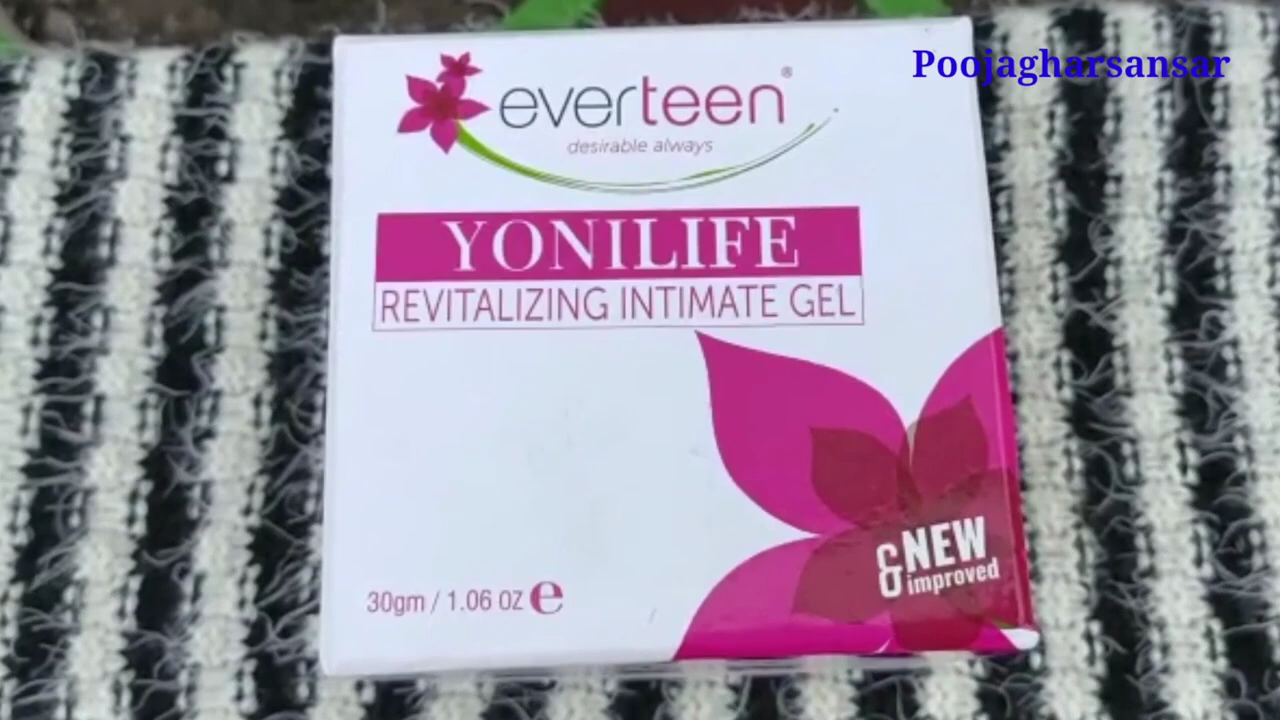 Poojagharsansar
everteen®
desirable always
YONILIFE
REVITALIZING INTIMATE GEL
&NEW
improved
30gm / 1.06 OZ e